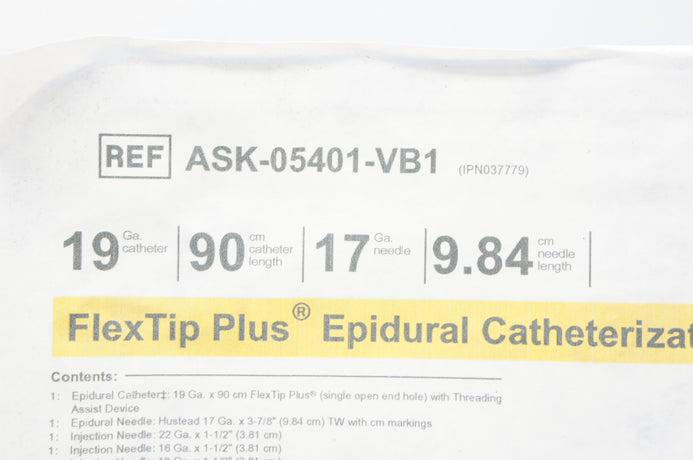 REF ASK-05401-VB1 (IPN037779)
19 Ga. catheter 90 cm catheter length 17 Ga. needle 9.84 cm needle length
FlexTip Plus® Epidural Catheterizat
Contents:
1: Epidural Catheter‡: 19 Ga. x 90 cm FlexTip Plus® (single open end hole) with Threading
Assist Device
1: Epidural Needle: Hustead 17 Ga. x 3-7/8" (9.84 cm) TW with cm markings
1: Injection Needle: 22 Ga. x 1-1/2" (3.81 cm)
1: Injection Needle: 16 Ga. x 1-1/2" (3.81 cm)